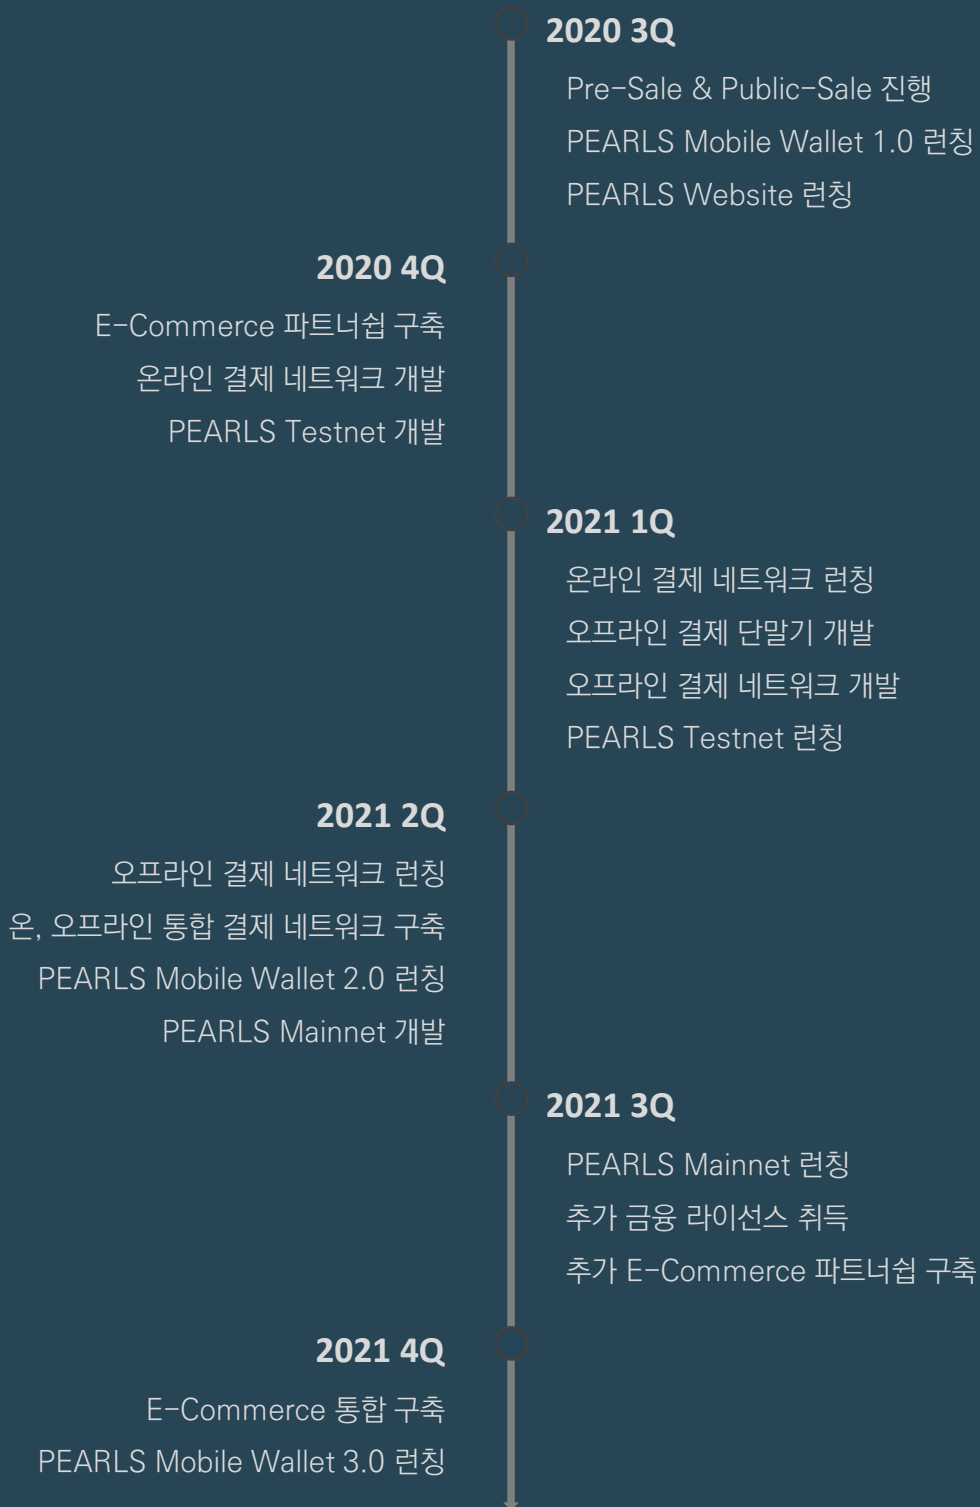 2020 3Q
Pre-Sale & Public-Sale 진행
PEARLS Mobile Wallet 1.0 런칭
PEARLS Website 런칭
2020 4Q
E-Commerce 파트너쉽 구축
온라인 결제 네트워크 개발
PEARLS Testnet 개발
2021 1Q
온라인 결제 네트워크 런칭
오프라인 결제 단말기 개발
오프라인 결제 네트워크 개발
PEARLS Testnet 런칭
2021 2Q
오프라인 결제 네트워크 런칭
온, 오프라인 통합 결제 네트워크 구축
PEARLS Mobile Wallet 2.0 런칭
PEARLS Mainnet 개발
2021 3Q
PEARLS Mainnet 런칭
추가 금융 라이선스 취득
추가 E-Commerce 파트너쉽 구축
2021 4Q
E-Commerce 통합 구축
PEARLS Mobile Wallet 3.0 런칭